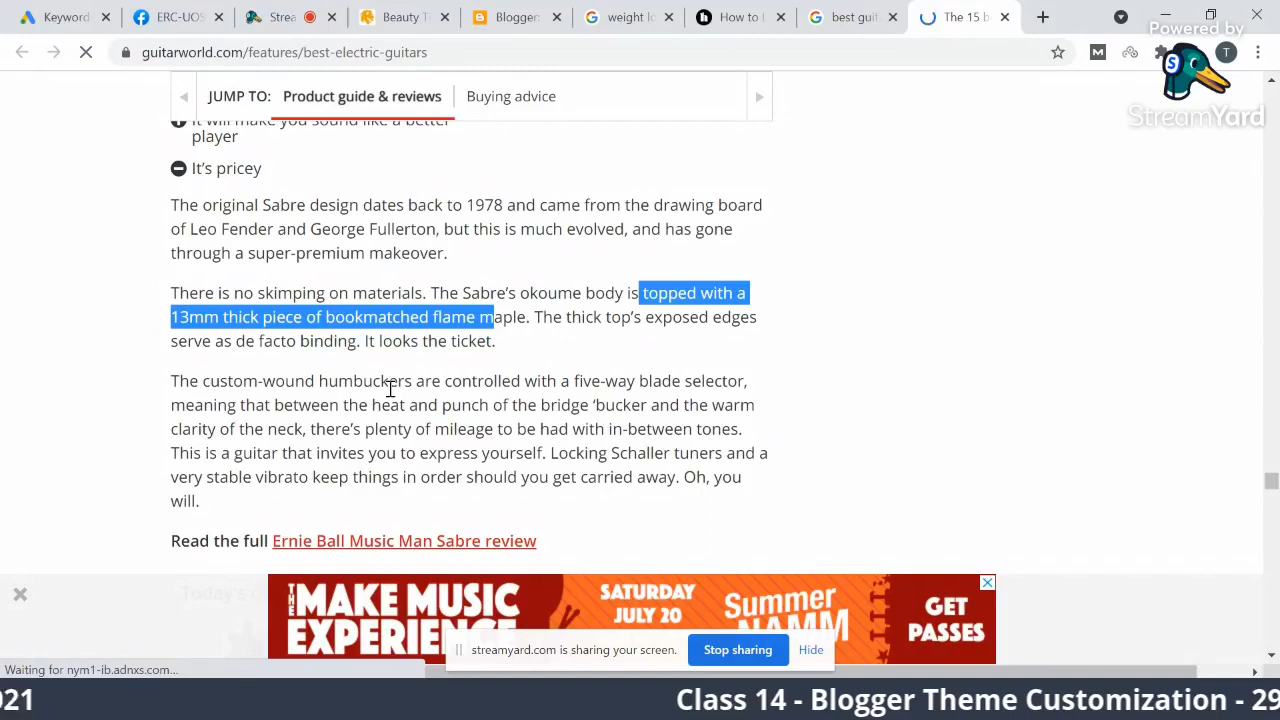 Keyword
ERC-UOS
Strea
Beauty T
Blogger
weight lo
How to L
best guit
The 15 b
guitarworld.com/features/best-electric-guitars
M
T
Powered by
S
StreamYard
JUMP TO: Product guide & reviews Buying advice
It will make you sound like a better
player
It's pricey
The original Sabre design dates back to 1978 and came from the drawing board
of Leo Fender and George Fullerton, but this is much evolved, and has gone
through a super-premium makeover.
There is no skimping on materials. The Sabre's okoume body is topped with a
13mm thick piece of bookmatched flame maple. The thick top's exposed edges
serve as de facto binding. It looks the ticket.
The custom-wound humbuckers are controlled with a five-way blade selector,
meaning that between the heat and punch of the bridge ‘bucker and the warm
clarity of the neck, there's plenty of mileage to be had with in-between tones.
This is a guitar that invites you to express yourself. Locking Schaller tuners and a
very stable vibrato keep things in order should you get carried away. Oh, you
will.
Read the full Ernie Ball Music Man Sabre review
Today's
THE MAKE MUSIC
EXPERIENCE
SATURDAY
JULY 20
Summer
NAMM
GET
PASSES
streamyard.com is sharing your screen.
Stop sharing
Hide
Waiting for nym1-ib.adnxs.com...
021
Class 14 - Blogger Theme Customization - 29